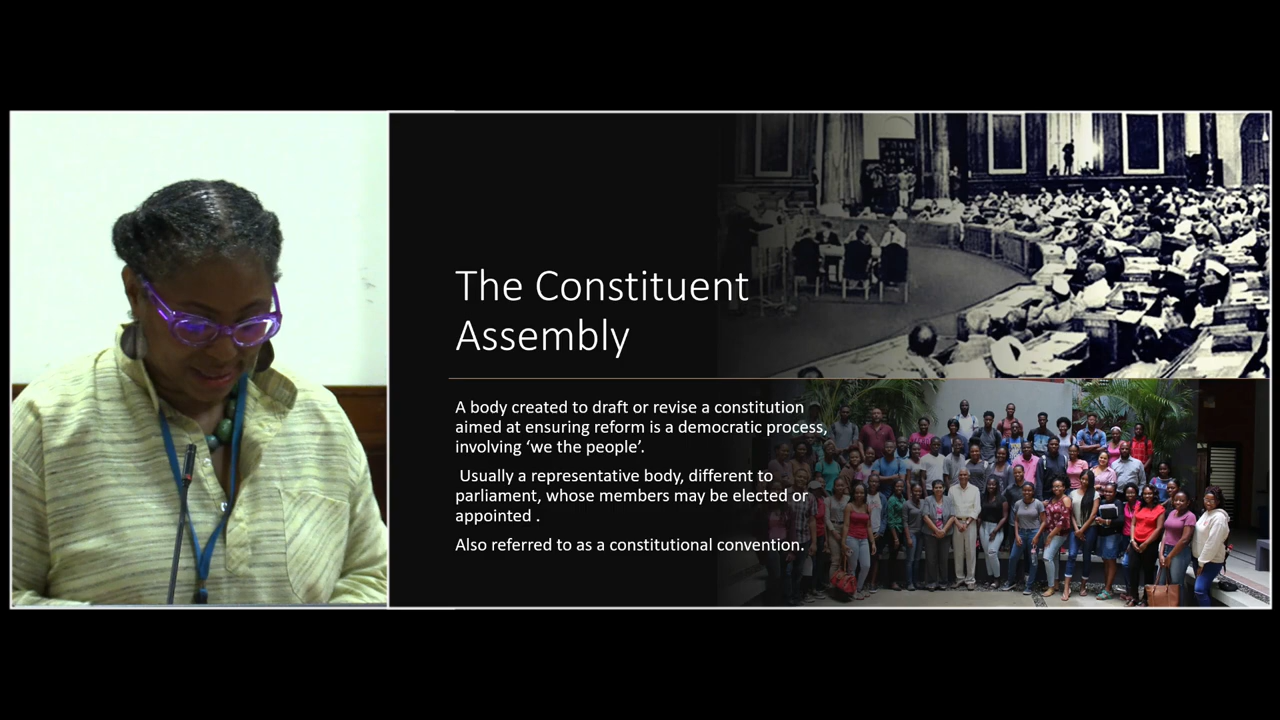 The Constituent
Assembly
A body created to draft or revise a constitution
aimed at ensuring reform is a democratic process,
involving ‘we the people’.
Usually a representative body, different to
parliament, whose members may be elected or
appointed .
Also referred to as a constitutional convention.